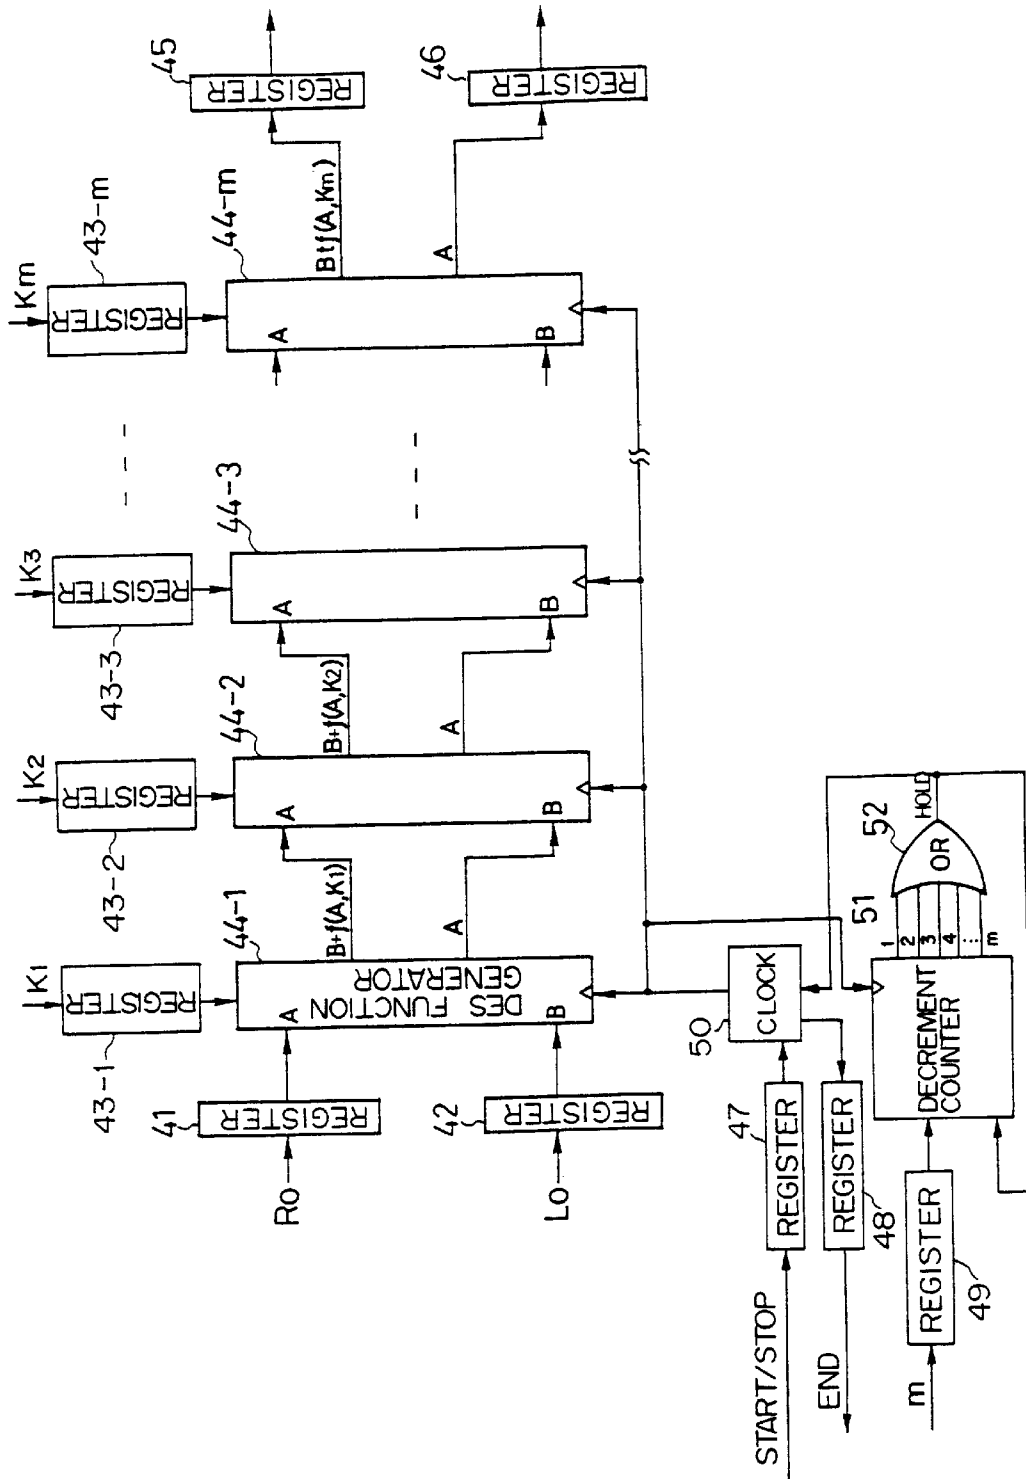 Km
43-m
REGISTER
44-m
A
B
B+f(A,Km)
A
45
REGISTER
46
REGISTER
K3
REGISTER
43-3
44-3
A
B
K2
REGISTER
43-2
44-2
A
B
B+f(A,K2)
A
K1
REGISTER
43-1
44-1
A
B
DES FUNCTION
GENERATOR
B+f(A,K1)
A
41
REGISTER
R0
42
REGISTER
L0
START/STOP
47
REGISTER
50
CLOCK
END
REGISTER
48
m
REGISTER
49
51
DECREMENT
COUNTER
1
2
3
4
...
m
52
OR
HOLD